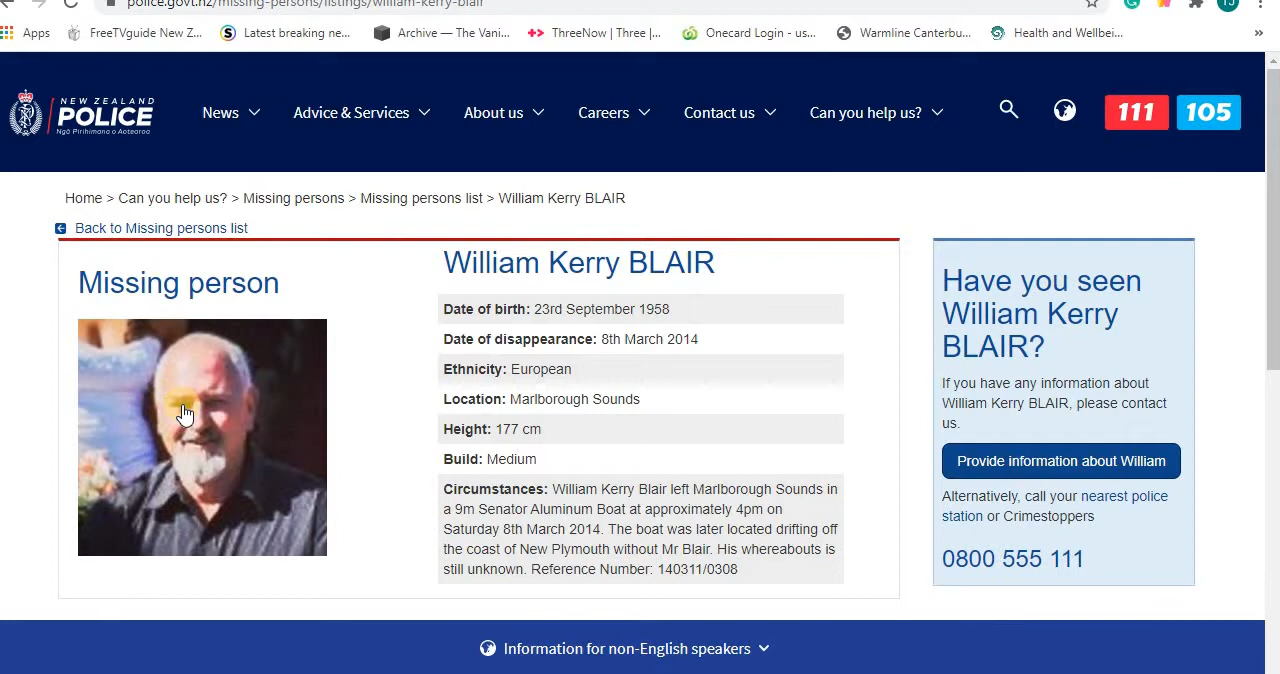 police.govt.nz/missing-persons/listings/william-kerry-blair
Apps FreeTVguide New Z... Latest breaking ne... Archive — The Vani... ThreeNow | Three |... Onecard Login - us... Warmline Canterbu... Health and Wellbei... »
NEW ZEALAND
POLICE
Ngā Pirihimana o Aotearoa
News Advice & Services About us Careers Contact us Can you help us? 111 105
Home > Can you help us? > Missing persons > Missing persons list > William Kerry BLAIR
Back to Missing persons list
Missing person
William Kerry BLAIR
Date of birth: 23rd September 1958
Date of disappearance: 8th March 2014
Ethnicity: European
Location: Marlborough Sounds
Height: 177 cm
Build: Medium
Circumstances: William Kerry Blair left Marlborough Sounds in
a 9m Senator Aluminum Boat at approximately 4pm on
Saturday 8th March 2014. The boat was later located drifting off
the coast of New Plymouth without Mr Blair. His whereabouts is
still unknown. Reference Number: 140311/0308
Have you seen
William Kerry
BLAIR?
If you have any information about
William Kerry BLAIR, please contact
us.
Provide information about William
Alternatively, call your nearest police
station or Crimestoppers
0800 555 111
Information for non-English speakers